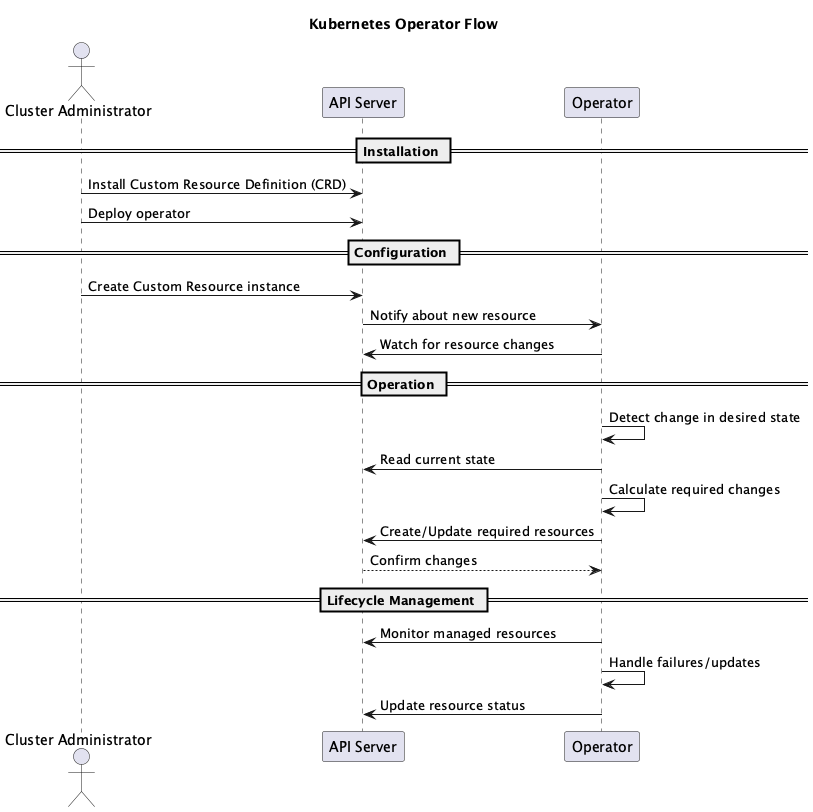 Kubernetes Operator Flow
Cluster Administrator
API Server
Operator
Installation
Install Custom Resource Definition (CRD)
Deploy operator
Configuration
Create Custom Resource instance
Notify about new resource
Watch for resource changes
Operation
Detect change in desired state
Read current state
Calculate required changes
Create/Update required resources
Confirm changes
Lifecycle Management
Monitor managed resources
Handle failures/updates
Update resource status
Cluster Administrator
API Server
Operator